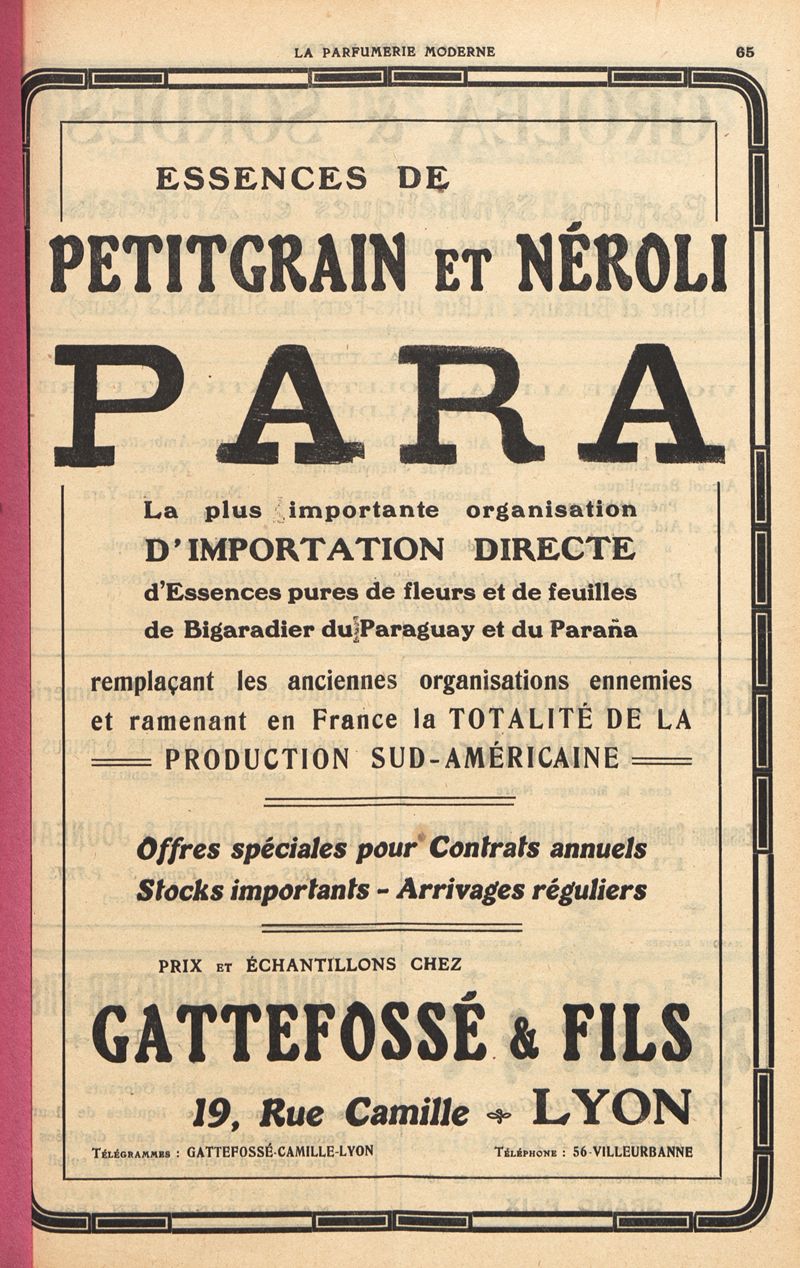 LA PARFUMERIE MODERNE 65
ESSENCES DE
PETITGRAIN ET NÉROLI
PARA
La plus importante organisation
D'IMPORTATION DIRECTE
d'Essences pures de fleurs et de feuilles
de Bigaradier du Paraguay et du Paraña
remplaçant les anciennes organisations ennemies
et ramenant en France la TOTALITÉ DE LA
PRODUCTION SUD-AMÉRICAINE
Offres spéciales pour Contrats annuels
Stocks importants - Arrivages réguliers
PRIX ET ÉCHANTILLONS CHEZ
GATTEFOSSÉ & FILS
19, Rue Camille LYON
TÉLÉGRAMMES : GATTEFOSSÉ-CAMILLE-LYON TÉLÉPHONE : 56-VILLEURBANNE